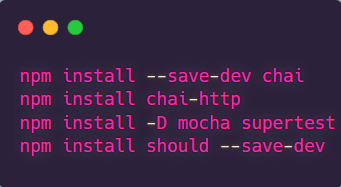 npm install --save-dev chai
npm install chai-http
npm install -D mocha supertest
npm install should --save-dev